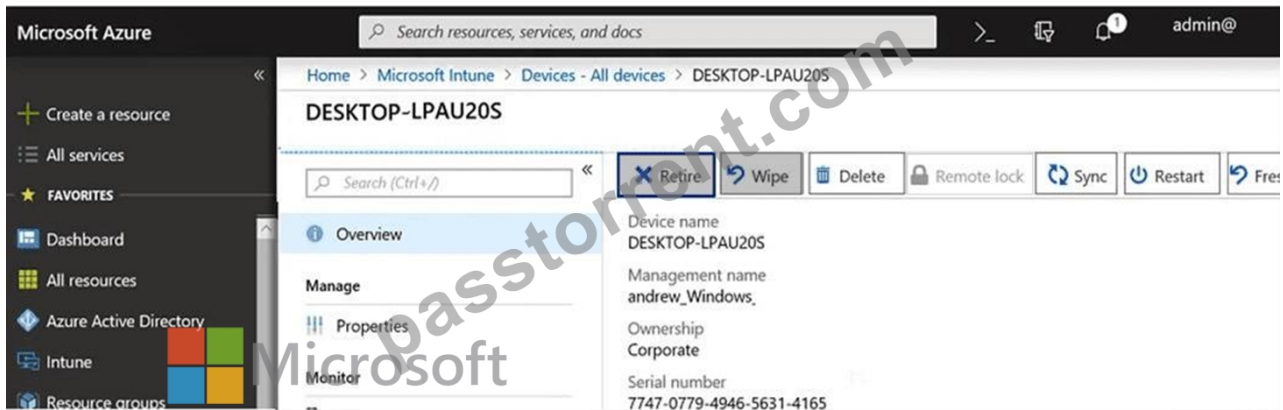 Microsoft Azure
Search resources, services, and docs
>_
1
admin@
«
Home > Microsoft Intune > Devices - All devices > DESKTOP-LPAU20S
DESKTOP-LPAU20S
Create a resource
All services
FAVORITES
Dashboard
All resources
Azure Active Directory
Intune
Resource groups
Search (Ctrl+/)
«
Overview
Manage
Properties
Monitor
Retire
Wipe
Delete
Remote lock
Sync
Restart
Fres
Device name
DESKTOP-LPAU20S
Management name
andrew_Windows_
Ownership
Corporate
Serial number
7747-0779-4946-5631-4165
passtorrent.com
Microsoft